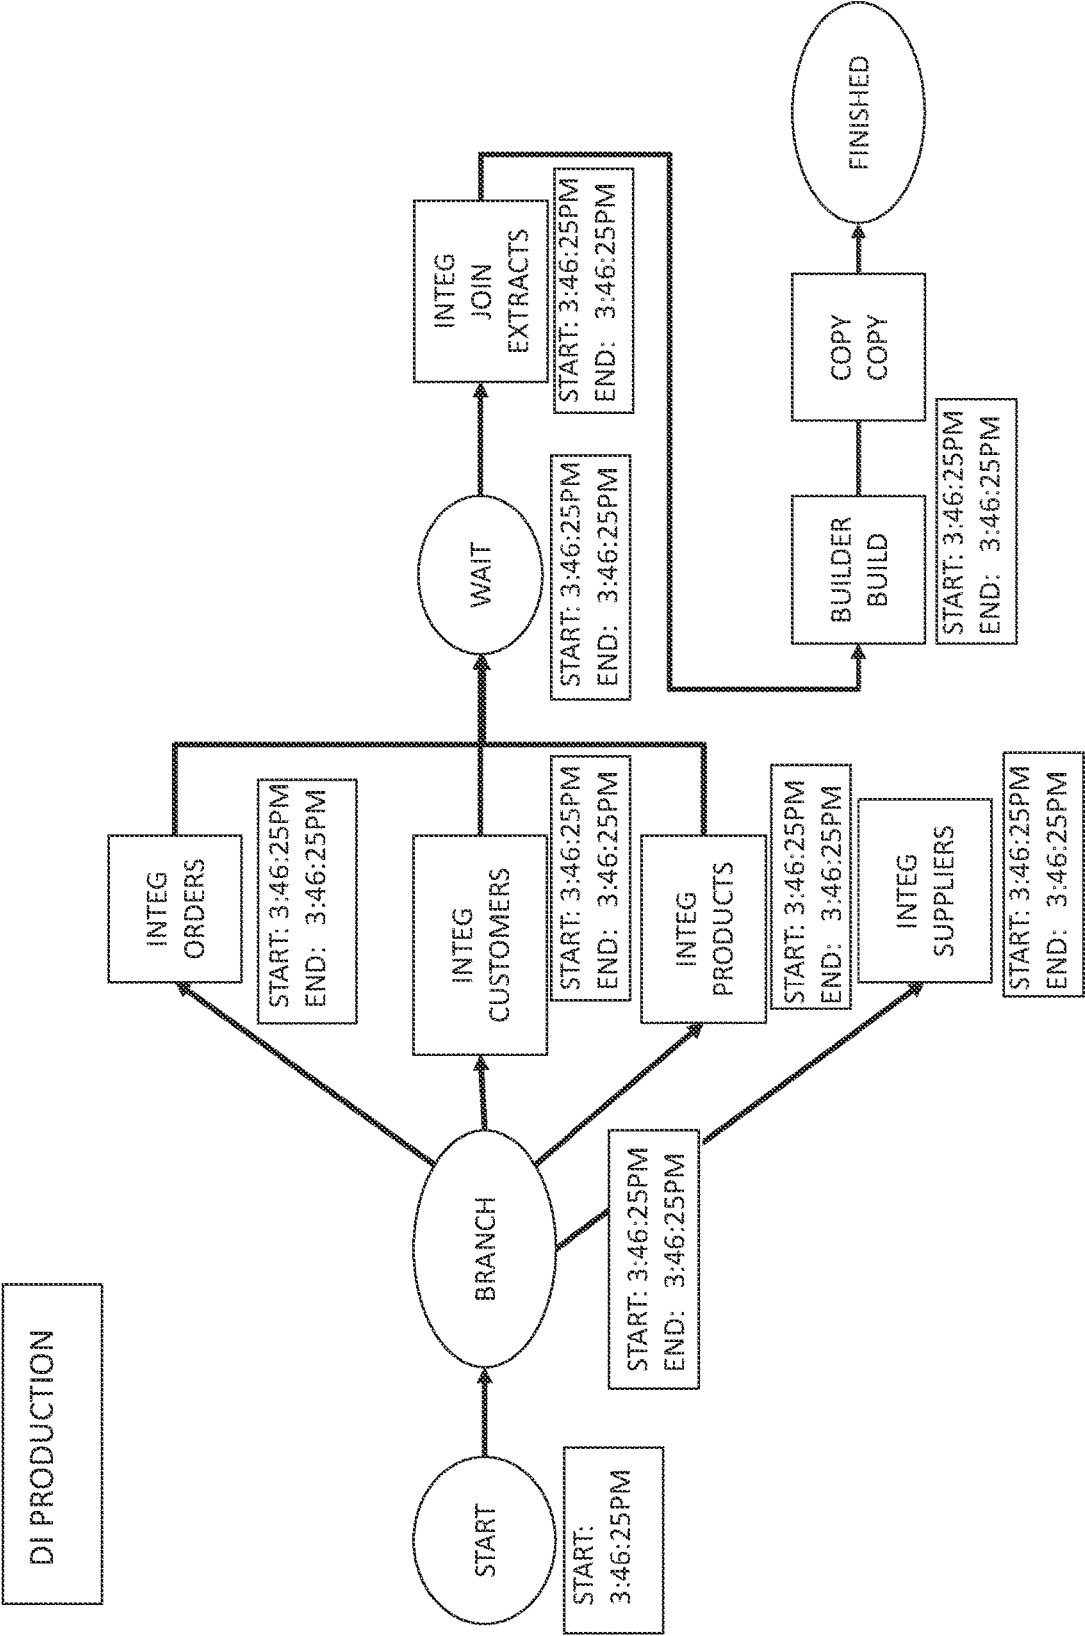 DI PRODUCTION
START
START:
3:46:25PM
BRANCH
START: 3:46:25PM
END: 3:46:25PM
INTEG
ORDERS
START: 3:46:25PM
END: 3:46:25PM
INTEG
CUSTOMERS
START: 3:46:25PM
END: 3:46:25PM
INTEG
PRODUCTS
START: 3:46:25PM
END: 3:46:25PM
INTEG
SUPPLIERS
START: 3:46:25PM
END: 3:46:25PM
WAIT
START: 3:46:25PM
END: 3:46:25PM
INTEG
JOIN
EXTRACTS
START: 3:46:25PM
END: 3:46:25PM
BUILDER
BUILD
START: 3:46:25PM
END: 3:46:25PM
COPY
COPY
FINISHED